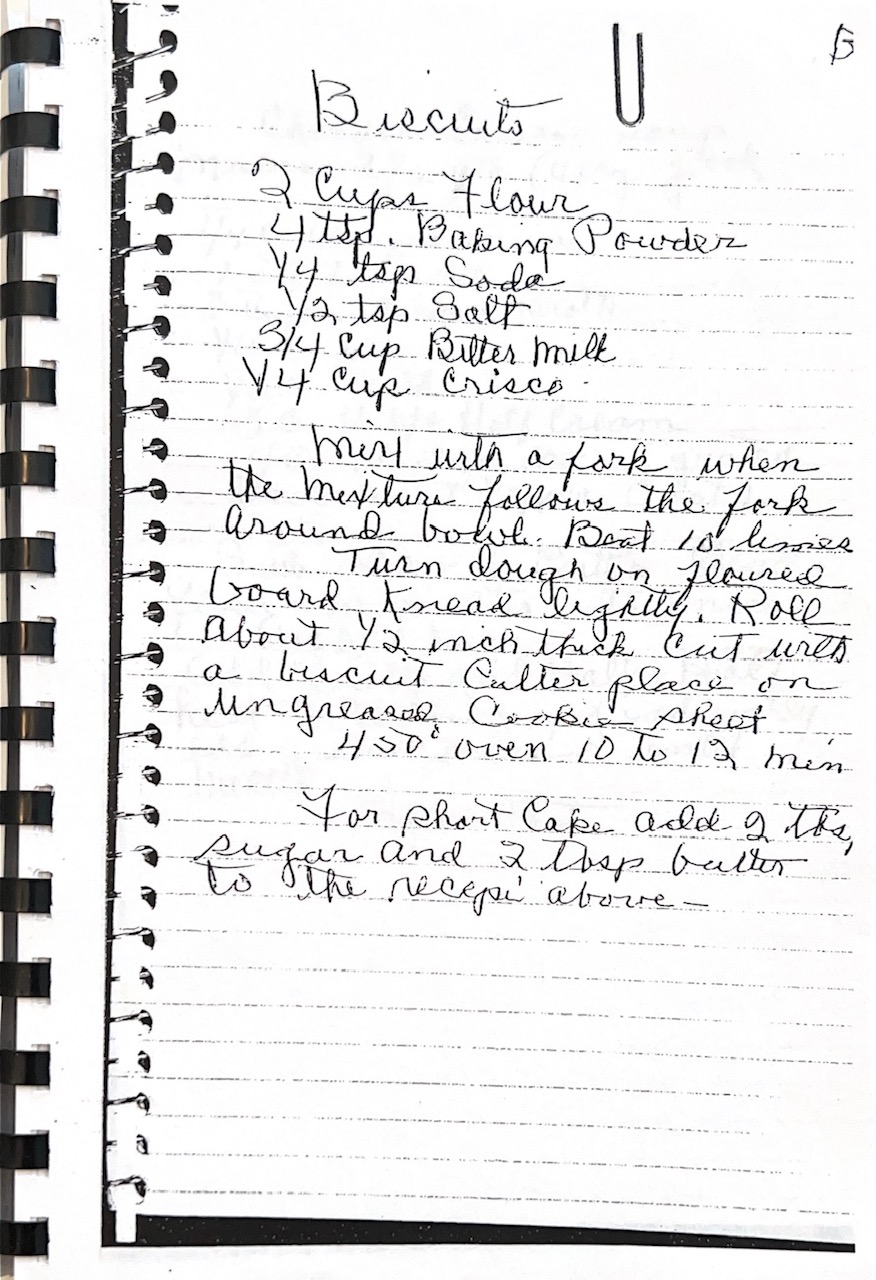 B
Biscuits
2 Cups Flour
4 tsp. Baking Powder
1/4 tsp Soda
1/2 tsp Salt
3/4 Cup Bitter Milk
1/4 Cup Crisco
Mix with a fork when
the mixture follows the fork
around bowl. Beat 10 times
Turn dough on floured
board Knead lightly. Roll
About 1/2 inch thick Cut with
a biscuit Cutter place on
Ungreased Cookie sheet
450° oven 10 to 12 min
For short Cake add 2 tbs,
sugar and 2 tbsp butter
to the recepi above -